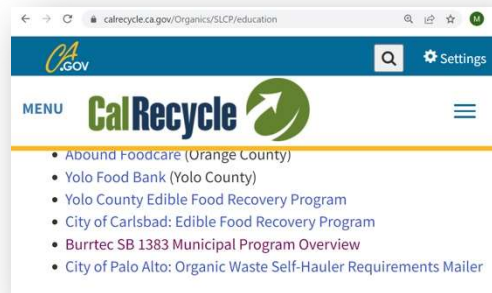 calrecycle.ca.gov/Organics/SLCP/education
M
CA.GOV
Settings
MENU
CalRecycle
• Abound Foodcare (Orange County)
• Yolo Food Bank (Yolo County)
• Yolo County Edible Food Recovery Program
• City of Carlsbad: Edible Food Recovery Program
• Burrtec SB 1383 Municipal Program Overview
• City of Palo Alto: Organic Waste Self-Hauler Requirements Mailer